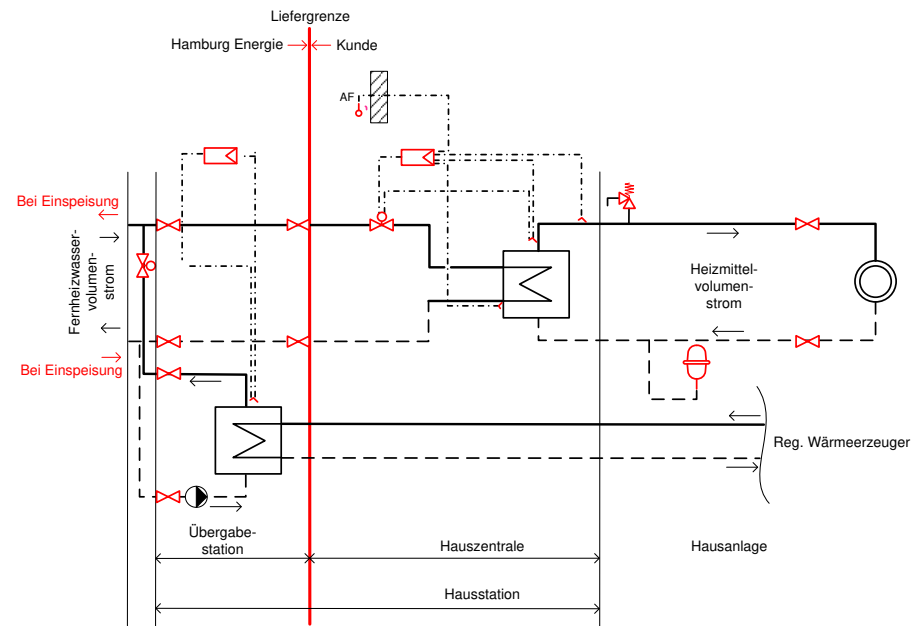 Liefergrenze
Hamburg Energie
Kunde
AF
Bei Einspeisung
Fernheizwasser-
volumen-
strom
Bei Einspeisung
Heizmittel-
volumen-
strom
Reg. Wärmeerzeuger
Übergabe-
station
Hauszentrale
Hausanlage
Hausstation